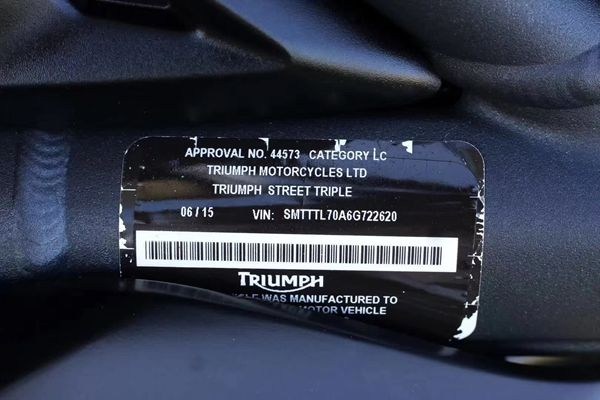 APPROVAL NO. 44573 CATEGORY LC
TRIUMPH MOTORCYCLES LTD
TRIUMPH STREET TRIPLE
06 / 15 VIN: SMTTTL70A6G722620
TRIUMPH
WAS MANUFACTURED TO
MOTOR VEHICLE